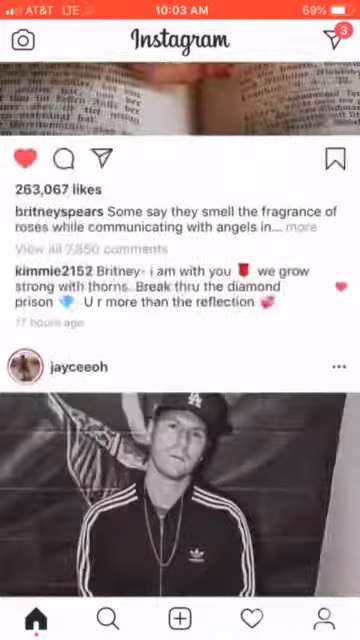 AT&T LTE 10:03 AM 69%
Instagram 3
263,067 likes
britneyspears Some say they smell the fragrance of
roses while communicating with angels in... more
View all 7,850 comments
kimmie2152 Britney- i am with you 🌹 we grow
strong with thorns. Break thru the diamond
prison 💎 U r more than the reflection 💞
17 hours ago
jayceeoh
LA
adidas